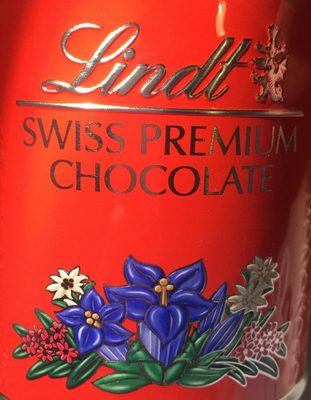 Lindt
SWISS PREMIUM
CHOCOLATE